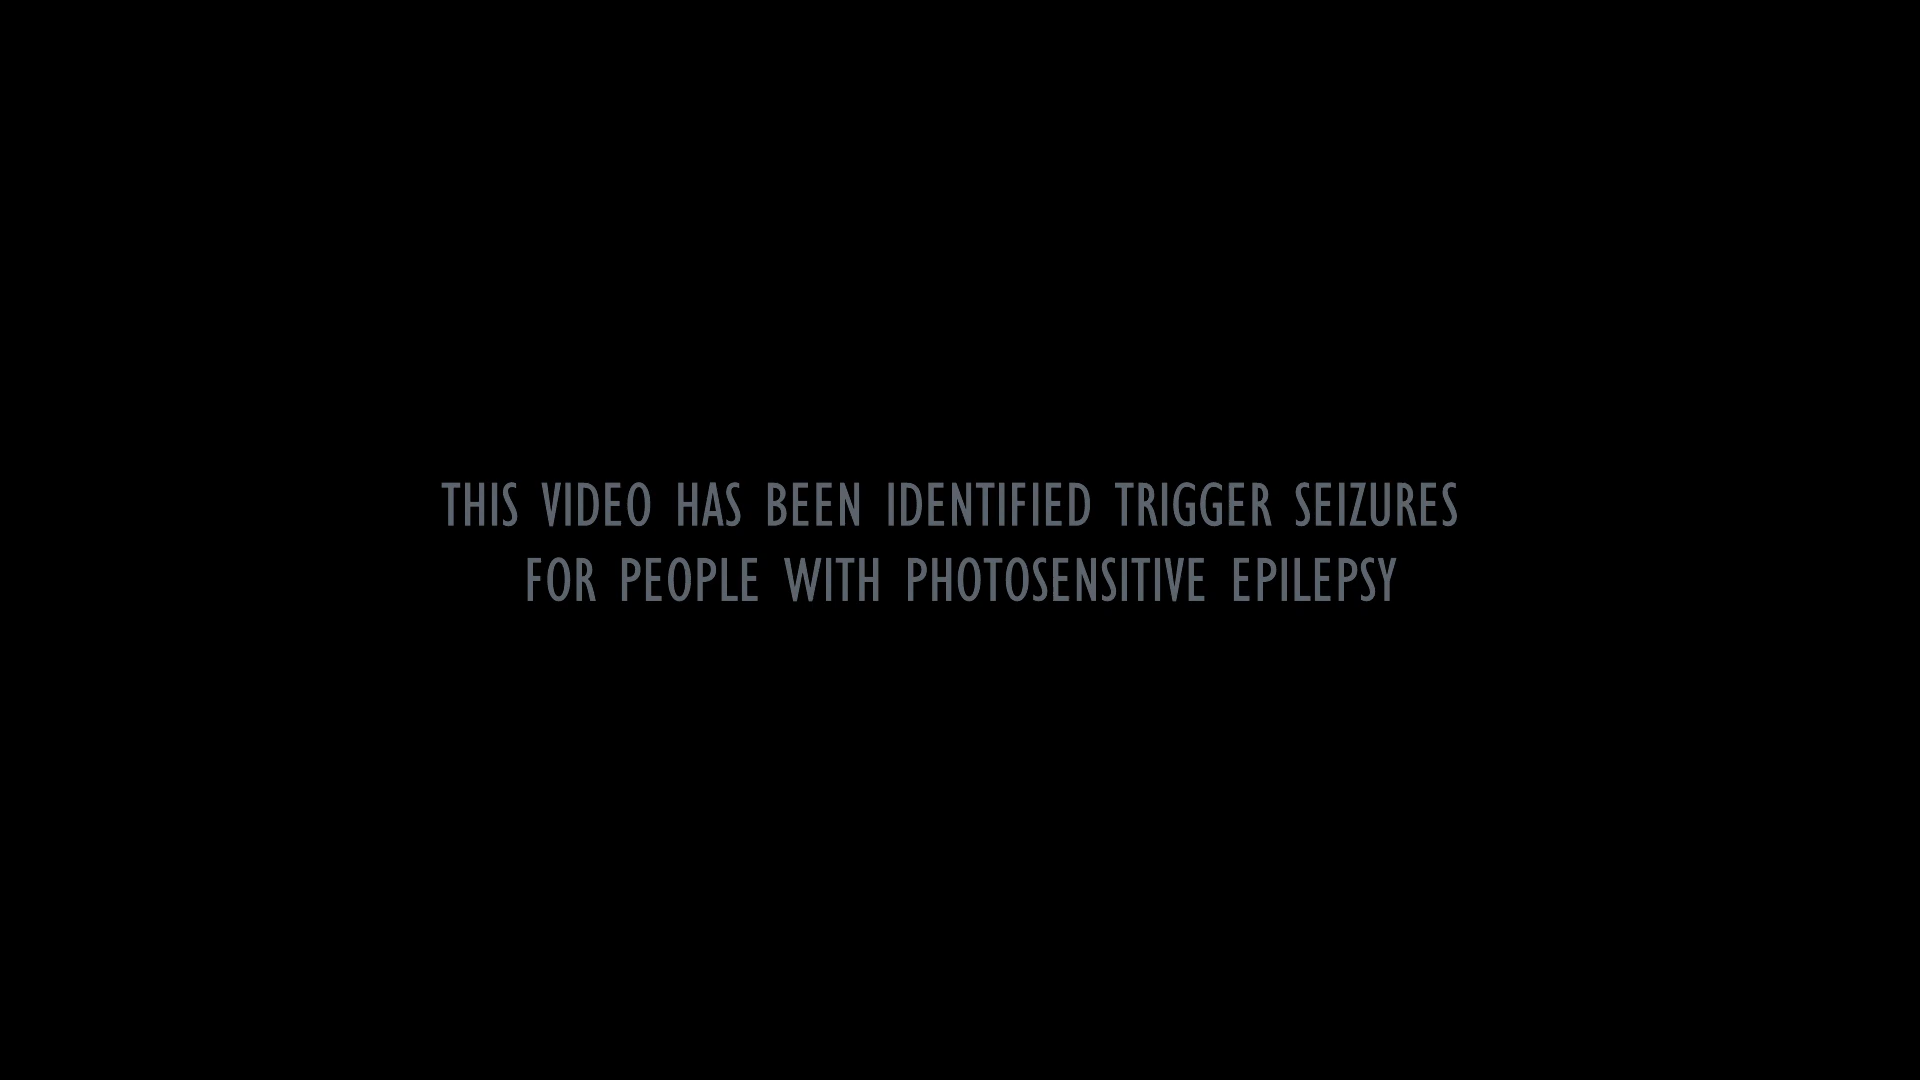 THIS VIDEO HAS BEEN IDENTIFIED TRIGGER SEIZURES
FOR PEOPLE WITH PHOTOSENSITIVE EPILEPSY